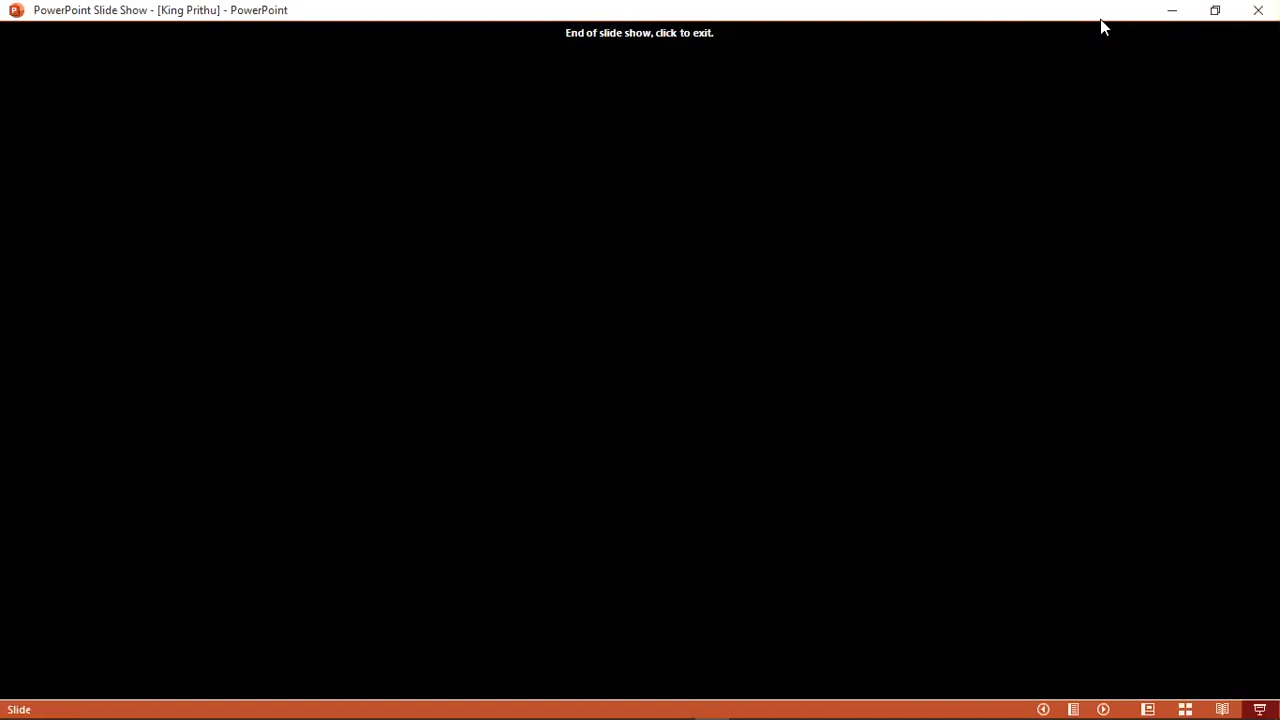 PowerPoint Slide Show - [King Prithu] - PowerPoint
End of slide show, click to exit.
Slide